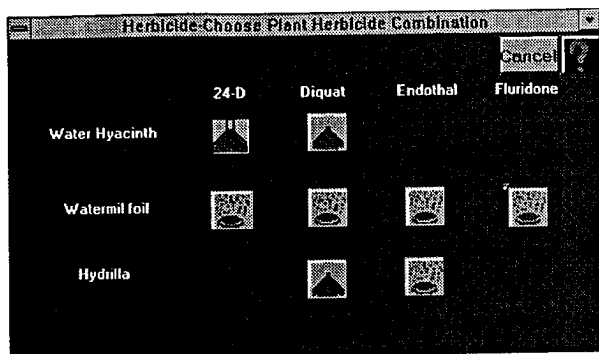 Herbicide-Choose Plant Herbicide Combination
Cancel ?
24-D Diquat Endothal Fluridone
Water Hyacinth
Watermil foil
Hydrilla